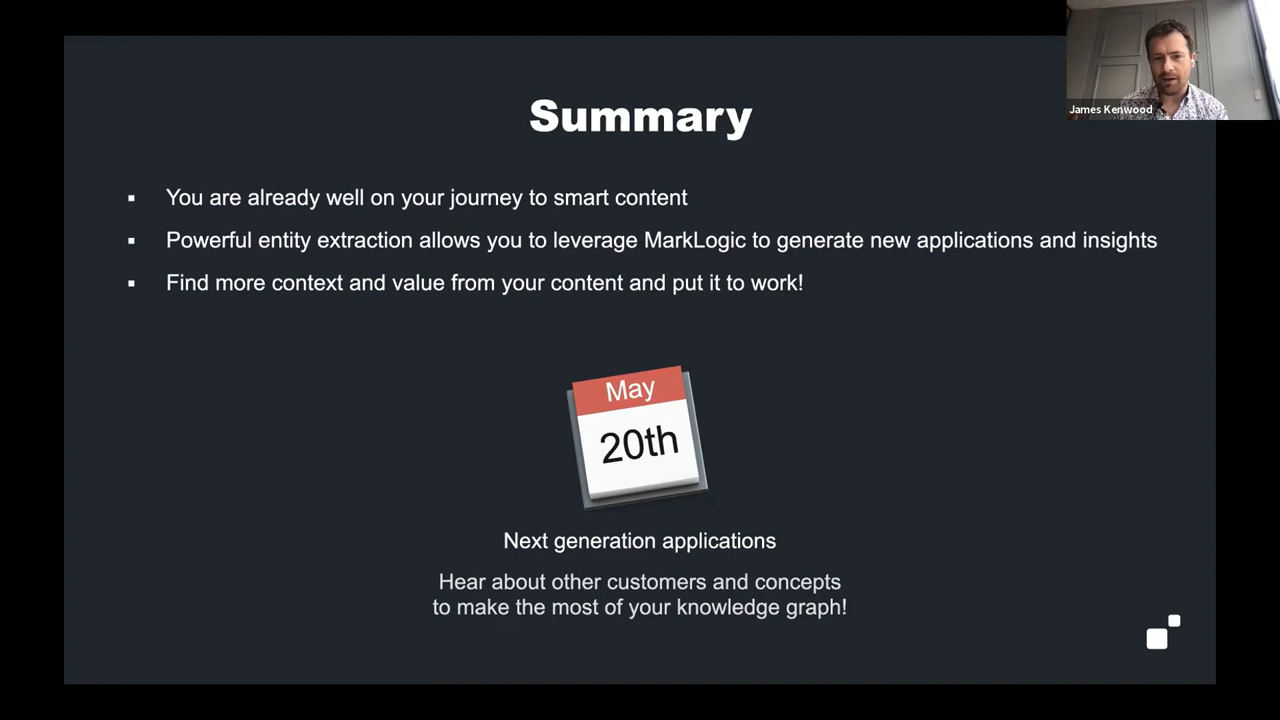 James Kenwood
Summary
▪ You are already well on your journey to smart content
▪ Powerful entity extraction allows you to leverage MarkLogic to generate new applications and insights
▪ Find more context and value from your content and put it to work!
May
20th
Next generation applications
Hear about other customers and concepts
to make the most of your knowledge graph!